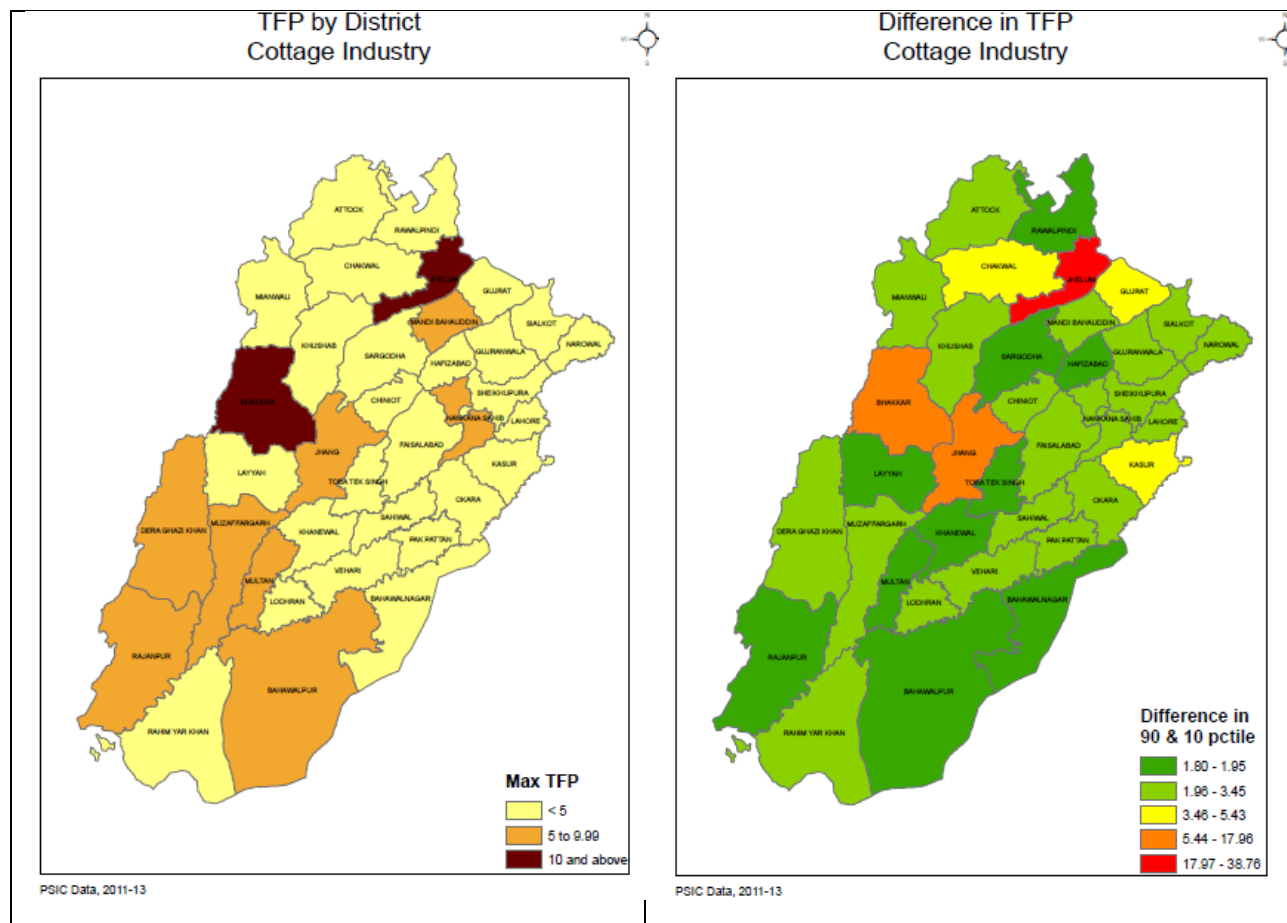 TFP by District
Cottage Industry
N
W
S
ATTOCK
RAWALPINDI
CHAKWAL
JHELUM
MIANWALI
GUJRAT
MANDI BAHAUDDIN
SIALKOT
KHUSHAB
SARGODHA
GUJRANWALA
NAROWAL
HAFIZABAD
BHAKKAR
CHINIOT
SHEIKHUPURA
NANKANA SAHIB
LAHORE
FAISALABAD
JHANG
KASUR
LAYYAH
TOBA TEK SINGH
OKARA
DERA GHAZI KHAN
MUZAFFARGARH
KHANEWAL
SAHIWAL
PAK PATTAN
VEHARI
MULTAN
LODHRAN
BAHAWALNAGAR
RAJANPUR
BAHAWALPUR
RAHIM YAR KHAN
Max TFP
< 5
5 to 9.99
10 and above
PSIC Data, 2011-13
Difference in TFP
Cottage Industry
N
W
S
ATTOCK
RAWALPINDI
CHAKWAL
JHELUM
MIANWALI
GUJRAT
MANDI BAHAUDDIN
SIALKOT
KHUSHAB
SARGODHA
GUJRANWALA
NAROWAL
HAFIZABAD
BHAKKAR
CHINIOT
SHEIKHUPURA
NANKANA SAHIB
LAHORE
FAISALABAD
JHANG
KASUR
LAYYAH
TOBA TEK SINGH
OKARA
DERA GHAZI KHAN
MUZAFFARGARH
KHANEWAL
SAHIWAL
PAK PATTAN
VEHARI
MULTAN
LODHRAN
BAHAWALNAGAR
RAJANPUR
BAHAWALPUR
RAHIM YAR KHAN
Difference in
90 & 10 pctile
1.80 - 1.95
1.96 - 3.45
3.46 - 5.43
5.44 - 17.96
17.97 - 38.76
PSIC Data, 2011-13